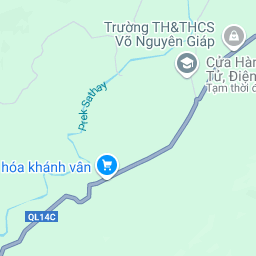 Trường TH&THCS
Võ Nguyên Giáp
Cửa Hàn
Tử, Điện
Tạm thời đ
Prek Sathay
hóa khánh vân
QL14C